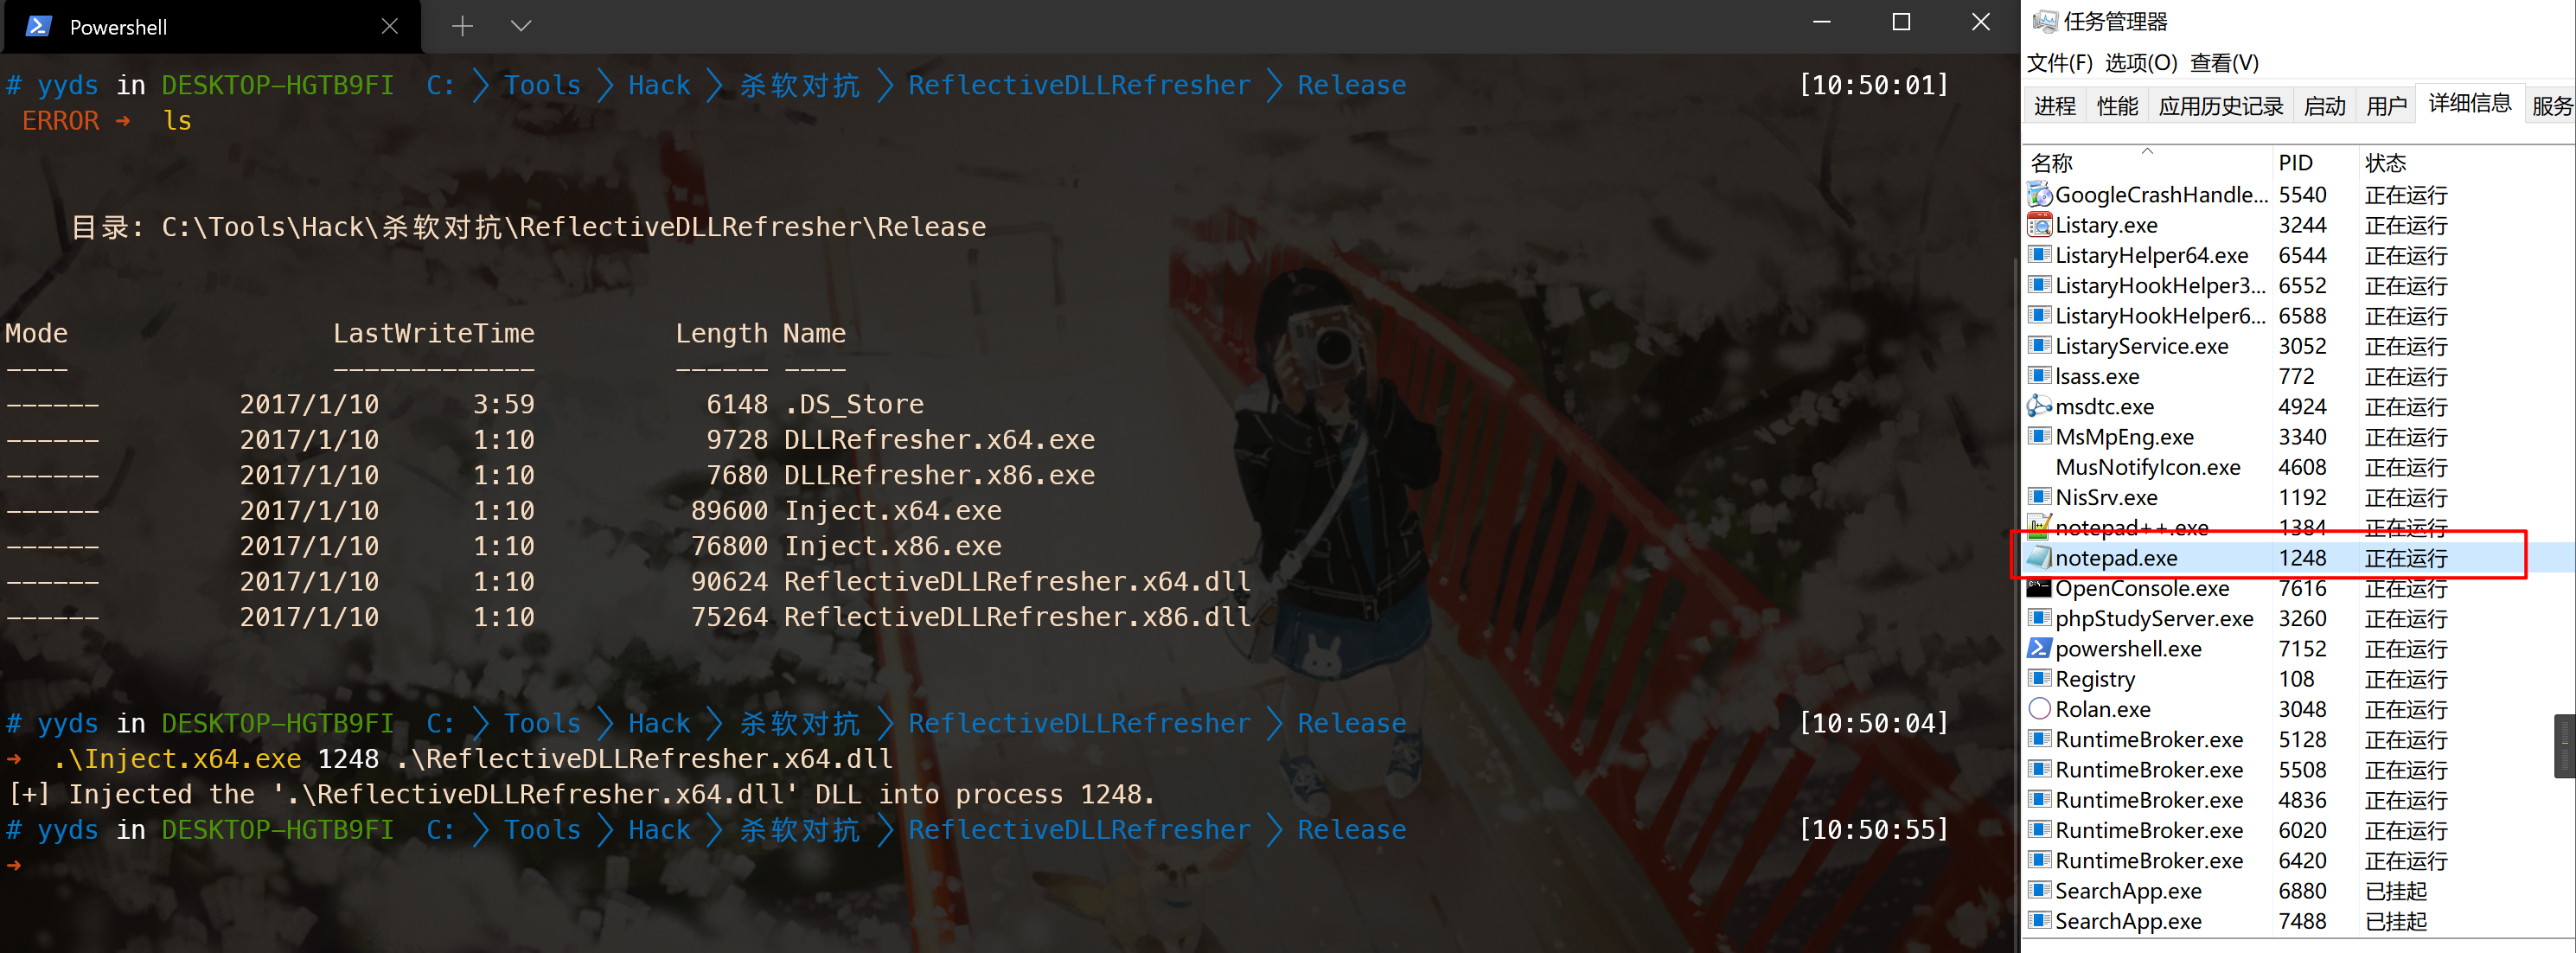 Powershell
# yyds in DESKTOP-HGTB9FI C: Tools Hack 杀软对抗 ReflectiveDLLRefresher Release [10:50:01]
ERROR → ls
目录: C:\Tools\Hack\杀软对抗\ReflectiveDLLRefresher\Release
Mode LastWriteTime Length Name
---- ------------- ------ ----
------ 2017/1/10 3:59 6148 .DS_Store
------ 2017/1/10 1:10 9728 DLLRefresher.x64.exe
------ 2017/1/10 1:10 7680 DLLRefresher.x86.exe
------ 2017/1/10 1:10 89600 Inject.x64.exe
------ 2017/1/10 1:10 76800 Inject.x86.exe
------ 2017/1/10 1:10 90624 ReflectiveDLLRefresher.x64.dll
------ 2017/1/10 1:10 75264 ReflectiveDLLRefresher.x86.dll
# yyds in DESKTOP-HGTB9FI C: Tools Hack 杀软对抗 ReflectiveDLLRefresher Release [10:50:04]
→ .\Inject.x64.exe 1248 .\ReflectiveDLLRefresher.x64.dll
[+] Injected the '.\ReflectiveDLLRefresher.x64.dll' DLL into process 1248.
# yyds in DESKTOP-HGTB9FI C: Tools Hack 杀软对抗 ReflectiveDLLRefresher Release [10:50:55]
→
任务管理器
文件(F) 选项(O) 查看(V)
进程 性能 应用历史记录 启动 用户 详细信息 服务
名称 PID 状态
GoogleCrashHandle... 5540 正在运行
Listary.exe 3244 正在运行
ListaryHelper64.exe 6544 正在运行
ListaryHookHelper3... 6552 正在运行
ListaryHookHelper6... 6588 正在运行
ListaryService.exe 3052 正在运行
lsass.exe 772 正在运行
msdtc.exe 4924 正在运行
MsMpEng.exe 3340 正在运行
MusNotifyIcon.exe 4608 正在运行
NisSrv.exe 1192 正在运行
notepad++.exe 1384 正在运行
notepad.exe 1248 正在运行
OpenConsole.exe 7616 正在运行
phpStudyServer.exe 3260 正在运行
powershell.exe 7152 正在运行
Registry 108 正在运行
Rolan.exe 3048 正在运行
RuntimeBroker.exe 5128 正在运行
RuntimeBroker.exe 5508 正在运行
RuntimeBroker.exe 4836 正在运行
RuntimeBroker.exe 6020 正在运行
RuntimeBroker.exe 6420 正在运行
SearchApp.exe 6880 已挂起
SearchApp.exe 7488 已挂起